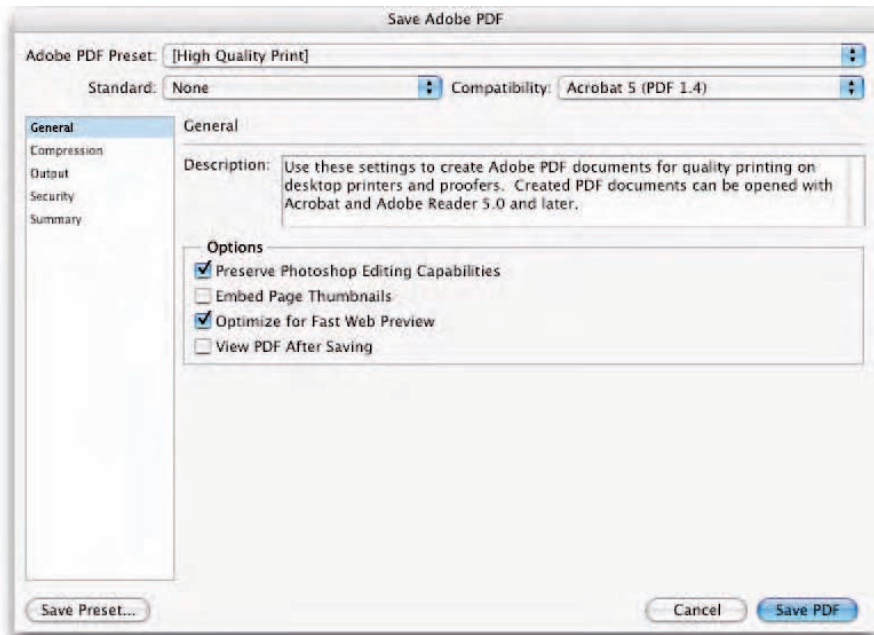 Save Adobe PDF
Adobe PDF Preset: [High Quality Print]
Standard: None Compatibility: Acrobat 5 (PDF 1.4)
General
Compression
Output
Security
Summary
General
Description: Use these settings to create Adobe PDF documents for quality printing on
desktop printers and proofers. Created PDF documents can be opened with
Acrobat and Adobe Reader 5.0 and later.
Options
Preserve Photoshop Editing Capabilities
Embed Page Thumbnails
Optimize for Fast Web Preview
View PDF After Saving
Save Preset... Cancel Save PDF